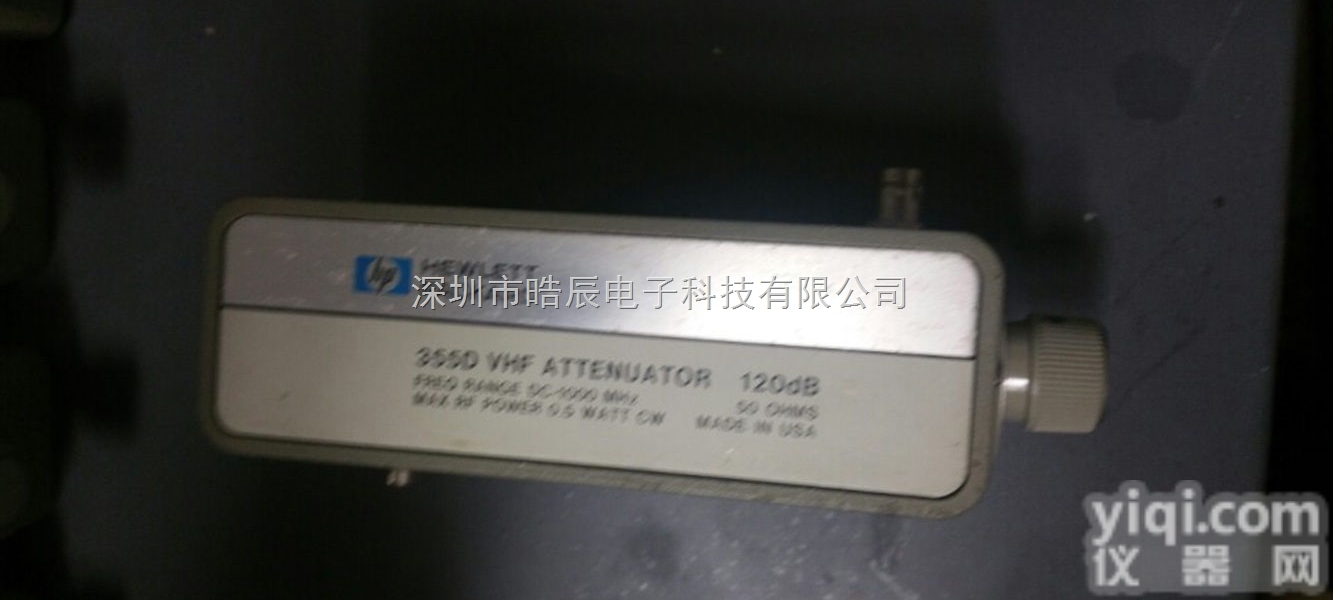 hp HEWLETT
深圳市皓辰电子科技有限公司
355D VHF ATTENUATOR 120dB
FREQ RANGE DC-1000 MHz 50 OHMS
MAX RF POWER 0.5 WATT CW MADE IN USA
yiqi.com
仪器网